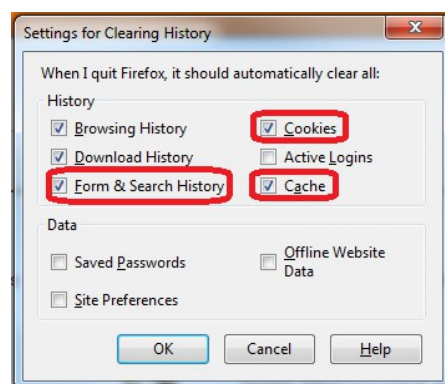 Settings for Clearing History
When I quit Firefox, it should automatically clear all:
History
Browsing History
Cookies
Download History
Active Logins
Form & Search History
Cache
Data
Saved Passwords
Offline Website
Data
Site Preferences
OK
Cancel
Help